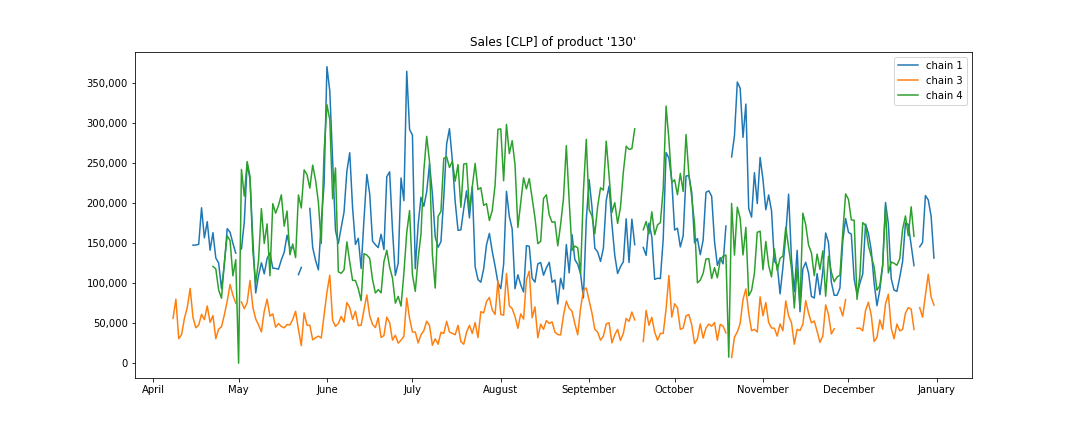 Sales [CLP] of product '130'
chain 1
chain 3
chain 4
350,000
300,000
250,000
200,000
150,000
100,000
50,000
0
April May June July August September October November December January